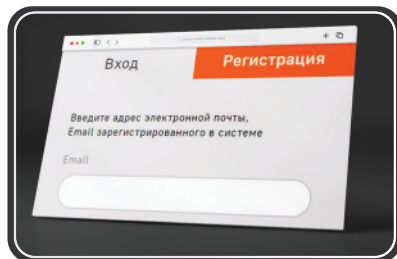 Вход
Регистрация
Введите адрес электронной почты,
Email зарегистрированного в системе
Email